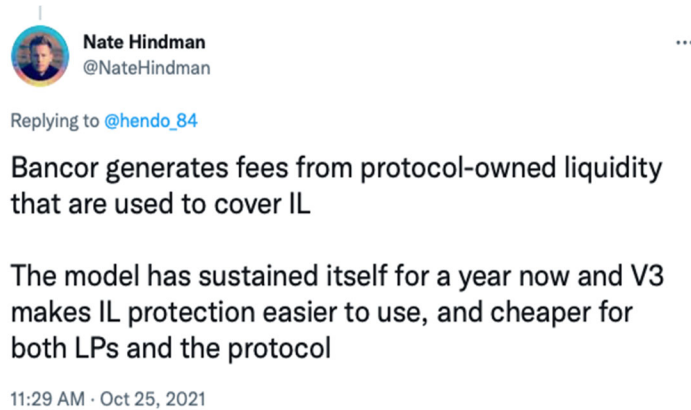 Nate Hindman
@NateHindman
Replying to @hendo_84
Bancor generates fees from protocol-owned liquidity
that are used to cover IL
The model has sustained itself for a year now and V3
makes IL protection easier to use, and cheaper for
both LPs and the protocol
11:29 AM · Oct 25, 2021